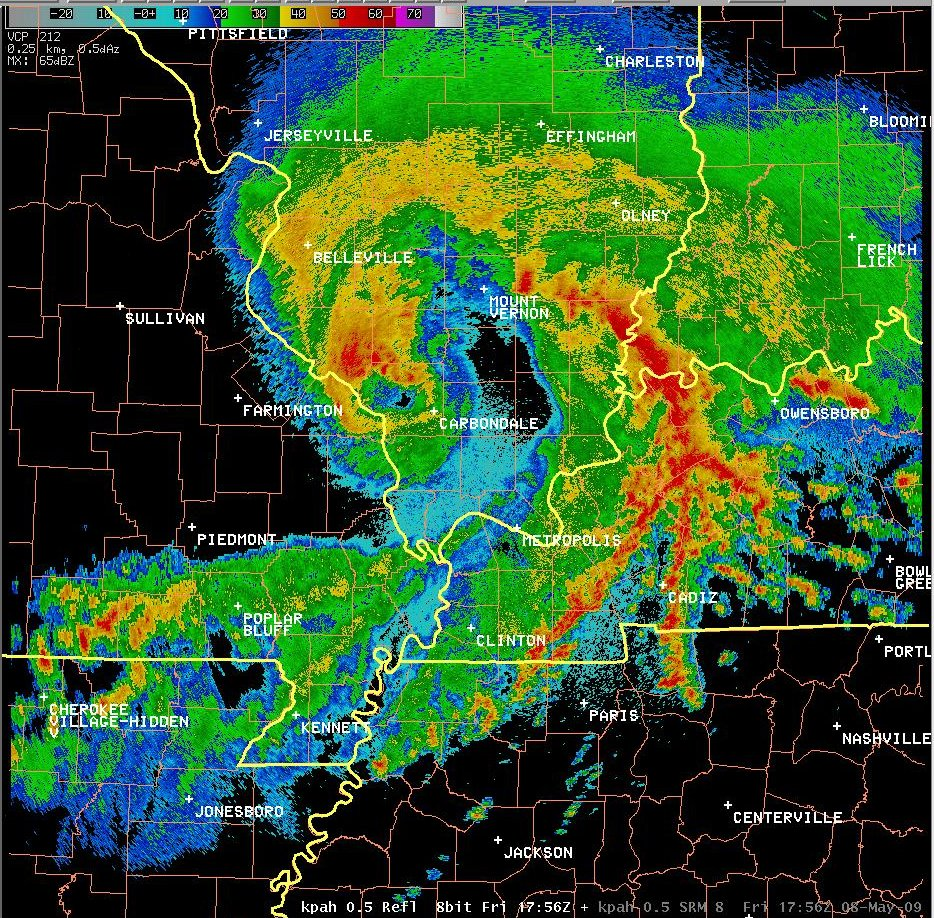 -20 10 -0+ 10 20 30 40 50 60 70
PITTSFIELD
VCP 212
0.25 km, 0.5dAz
MX: 65dBZ
CHARLESTON
BLOOMI
JERSEYVILLE
EFFINGHAM
OLNEY
FRENCH
LICK
BELLEVILLE
MOUNT
VERNON
SULLIVAN
FARMINGTON
CARBONDALE
OWENSBORO
PIEDMONT
METROPOLIS
BOWL
GREE
CADIZ
POPLAR
BLUFF
CLINTON
PORTL
CHEROKEE
VILLAGE-HIDDEN
V
KENNETT
PARIS
NASHVILLE
JONESBORO
CENTERVILLE
JACKSON
kpah 0.5 Refl 8bit Fri 17:56Z + kpah 0.5 SRM 8 Fri 17:56Z 08-May-09